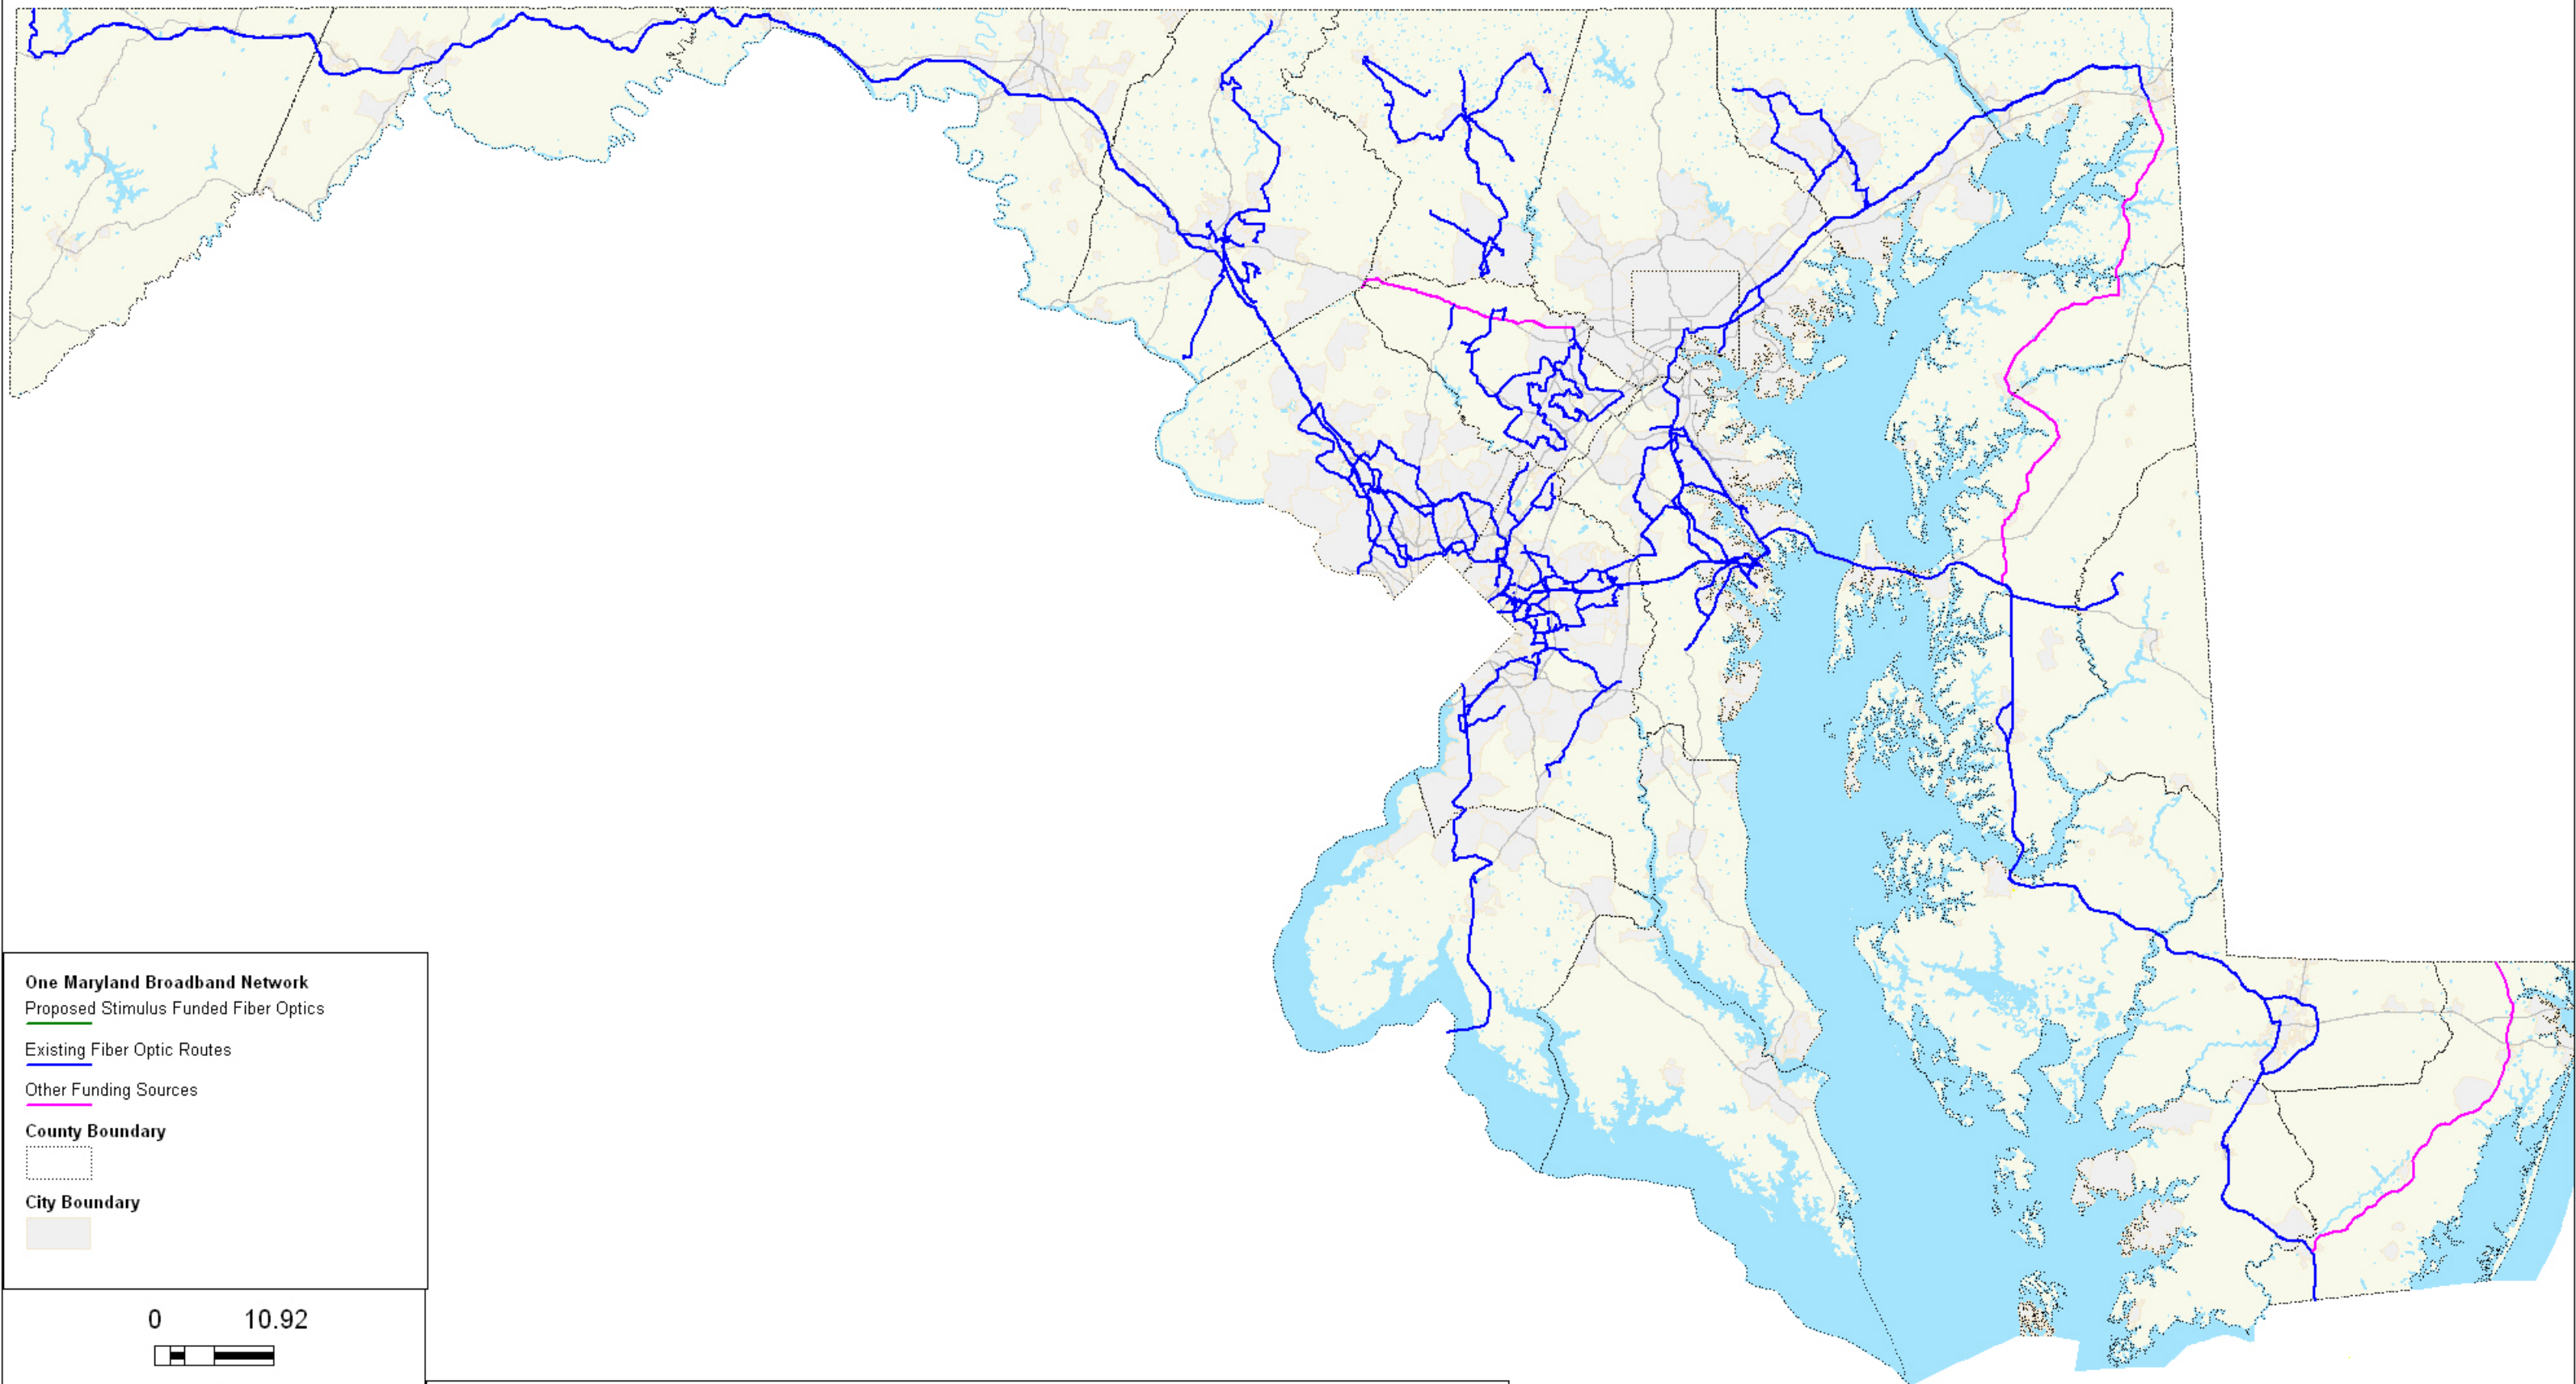 One Maryland Broadband Network
Proposed Stimulus Funded Fiber Optics
Existing Fiber Optic Routes
Other Funding Sources
County Boundary
City Boundary
0 10.92